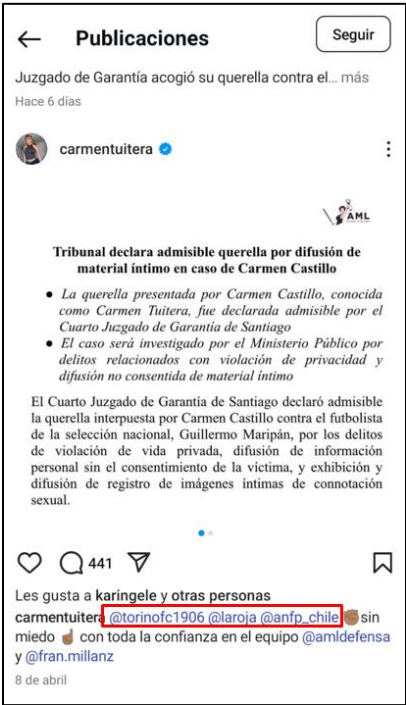 Publicaciones
Seguir
Juzgado de Garantía acogió su querella contra el... más
Hace 6 días
carmentuitera
AML
Tribunal declara admisible querella por difusión de
material íntimo en caso de Carmen Castillo
● La querella presentada por Carmen Castillo, conocida
como Carmen Tuitera, fue declarada admisible por el
Cuarto Juzgado de Garantía de Santiago
● El caso será investigado por el Ministerio Público por
delitos relacionados con violación de privacidad y
difusión no consentida de material íntimo
El Cuarto Juzgado de Garantía de Santiago declaró admisible
la querella interpuesta por Carmen Castillo contra el futbolista
de la selección nacional, Guillermo Maripán, por los delitos
de violación de vida privada, difusión de información
personal sin el consentimiento de la víctima, y exhibición y
difusión de registro de imágenes íntimas de connotación
sexual.
441
Les gusta a karingele y otras personas
carmentuitera @torinofc1906 @laroja @anfp_chile ✊🏽sin
miedo ☝🏽 con toda la confianza en el equipo @amldefensa
y @fran.millanz
8 de abril